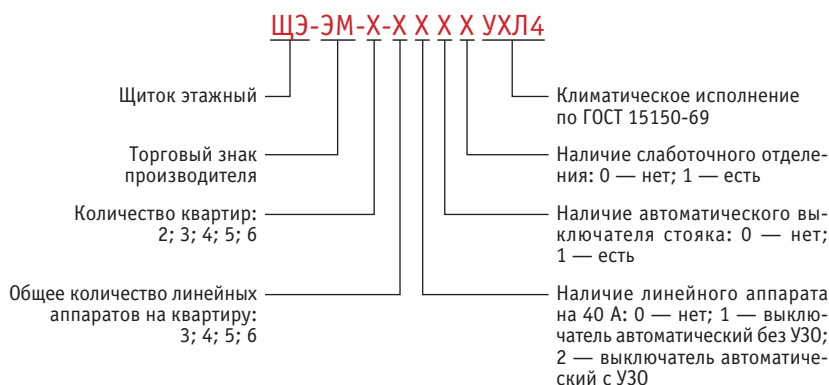 ЩЭ-ЭМ-Х-Х Х Х Х УХЛ4
Щиток этажный
Торговый знак
производителя
Количество квартир:
2; 3; 4; 5; 6
Общее количество линейных
аппаратов на квартиру:
3; 4; 5; 6
Климатическое исполнение
по ГОСТ 15150-69
Наличие слаботочного отделе-
ния: 0 — нет; 1 — есть
Наличие автоматического вы-
ключателя стояка: 0 — нет;
1 — есть
Наличие линейного аппарата
на 40 А: 0 — нет; 1 — выклю-
чатель автоматический без УЗО;
2 — выключатель автоматиче-
ский с УЗО